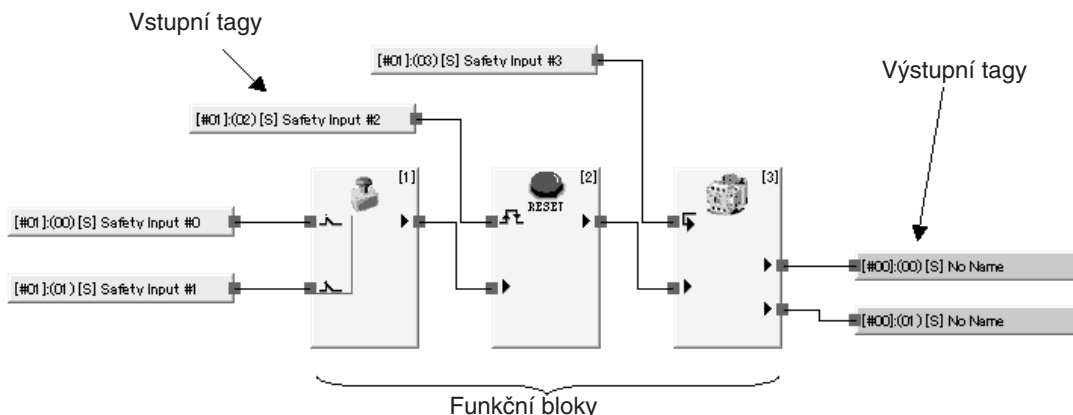 Vstupní tagy
[#01]:(03) [S] Safety Input #3
Výstupní tagy
[#01]:(02) [S] Safety Input #2
[1]
[2]
[3]
RESET
[#01]:(00) [S] Safety Input #0
[#01]:(01) [S] Safety Input #1
[#00]:(00) [S] No Name
[#00]:(01) [S] No Name
Funkční bloky